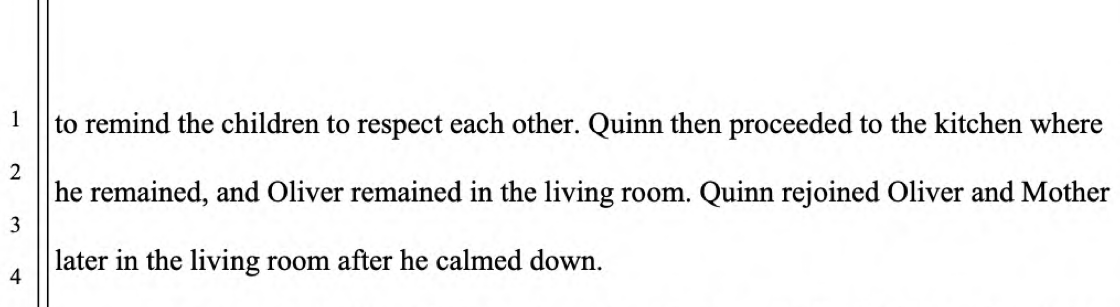 1 to remind the children to respect each other. Quinn then proceeded to the kitchen where
2 he remained, and Oliver remained in the living room. Quinn rejoined Oliver and Mother
3
later in the living room after he calmed down.
4